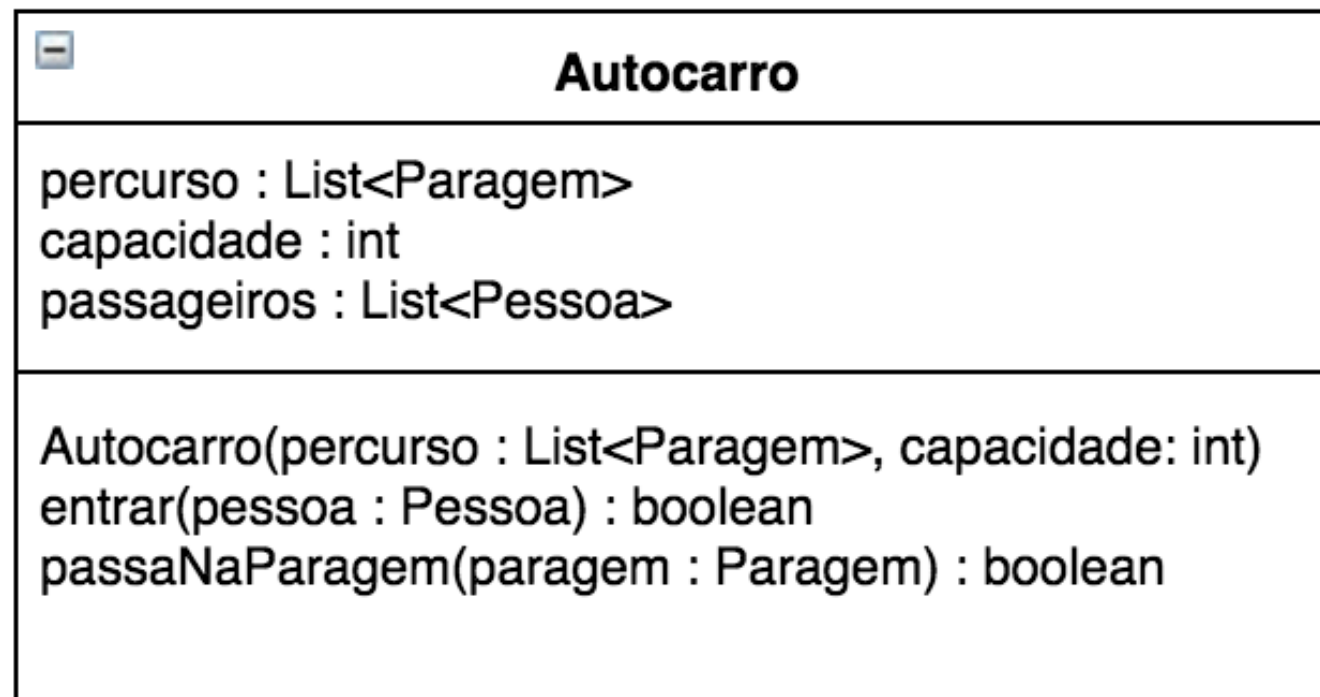 Autocarro
percurso : List<Paragem>
capacidade : int
passageiros : List<Pessoa>
Autocarro(percurso : List<Paragem>, capacidade: int)
entrar(pessoa : Pessoa) : boolean
passaNaParagem(paragem : Paragem) : boolean